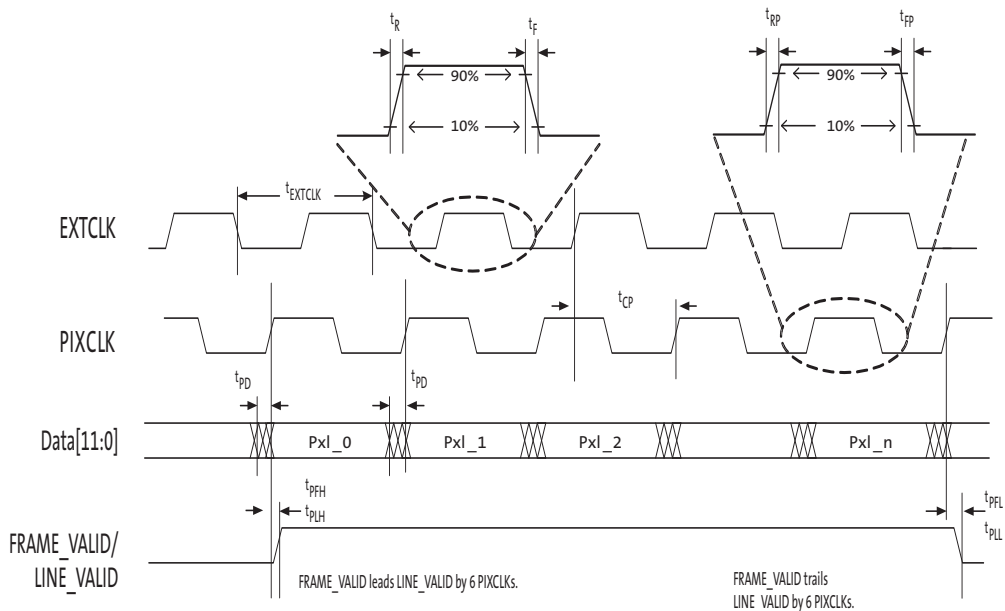 tR
tF
tRP
tFP
90%
90%
10%
10%
tEXTCLK
EXTCLK
tCP
PIXCLK
tPD
tPD
Data[11:0]
Pxl_0
Pxl_1
Pxl_2
Pxl_n
tPFH
tPLH
tPFL
tPLL
FRAME_VALID/
LINE_VALID
FRAME_VALID leads LINE_VALID by 6 PIXCLKs.
FRAME_VALID trails
LINE_VALID by 6 PIXCLKs.